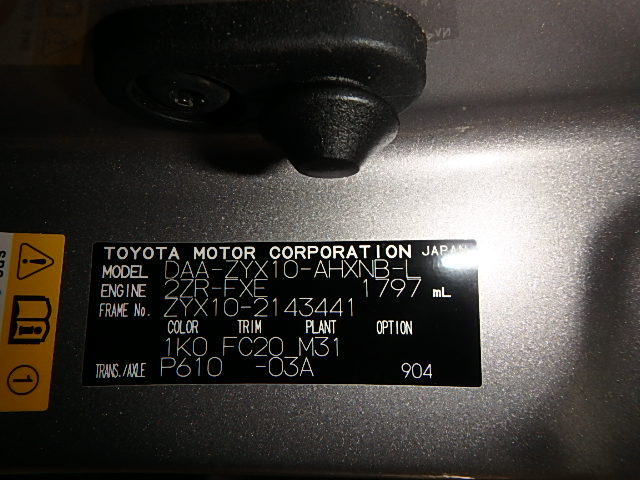 TOYOTA MOTOR CORPORATION JAPAN
MODEL DAA-ZYX10-AHXNB-L
ENGINE 2ZR-FXE 1797 mL
FRAME No. ZYX10-2143441
COLOR TRIM PLANT OPTION
1K0 FC20 M31
TRANS./AXLE P610 -03A 904
1